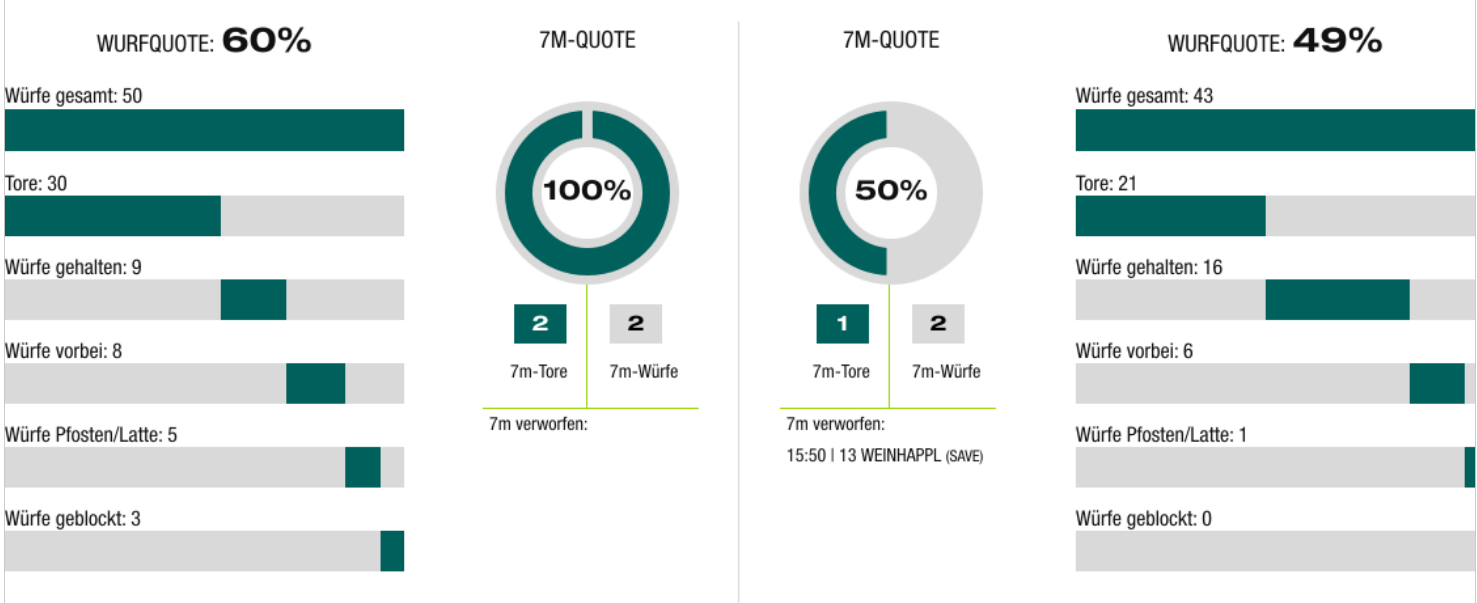 WURFQUOTE: 60%
Würfe gesamt: 50
Tore: 30
Würfe gehalten: 9
Würfe vorbei: 8
Würfe Pfosten/Latte: 5
Würfe geblockt: 3
7M-QUOTE
100%
2 2
7m-Tore 7m-Würfe
7m verworfen:
7M-QUOTE
50%
1 2
7m-Tore 7m-Würfe
7m verworfen:
15:50 | 13 WEINHAPPL (SAVE)
WURFQUOTE: 49%
Würfe gesamt: 43
Tore: 21
Würfe gehalten: 16
Würfe vorbei: 6
Würfe Pfosten/Latte: 1
Würfe geblockt: 0